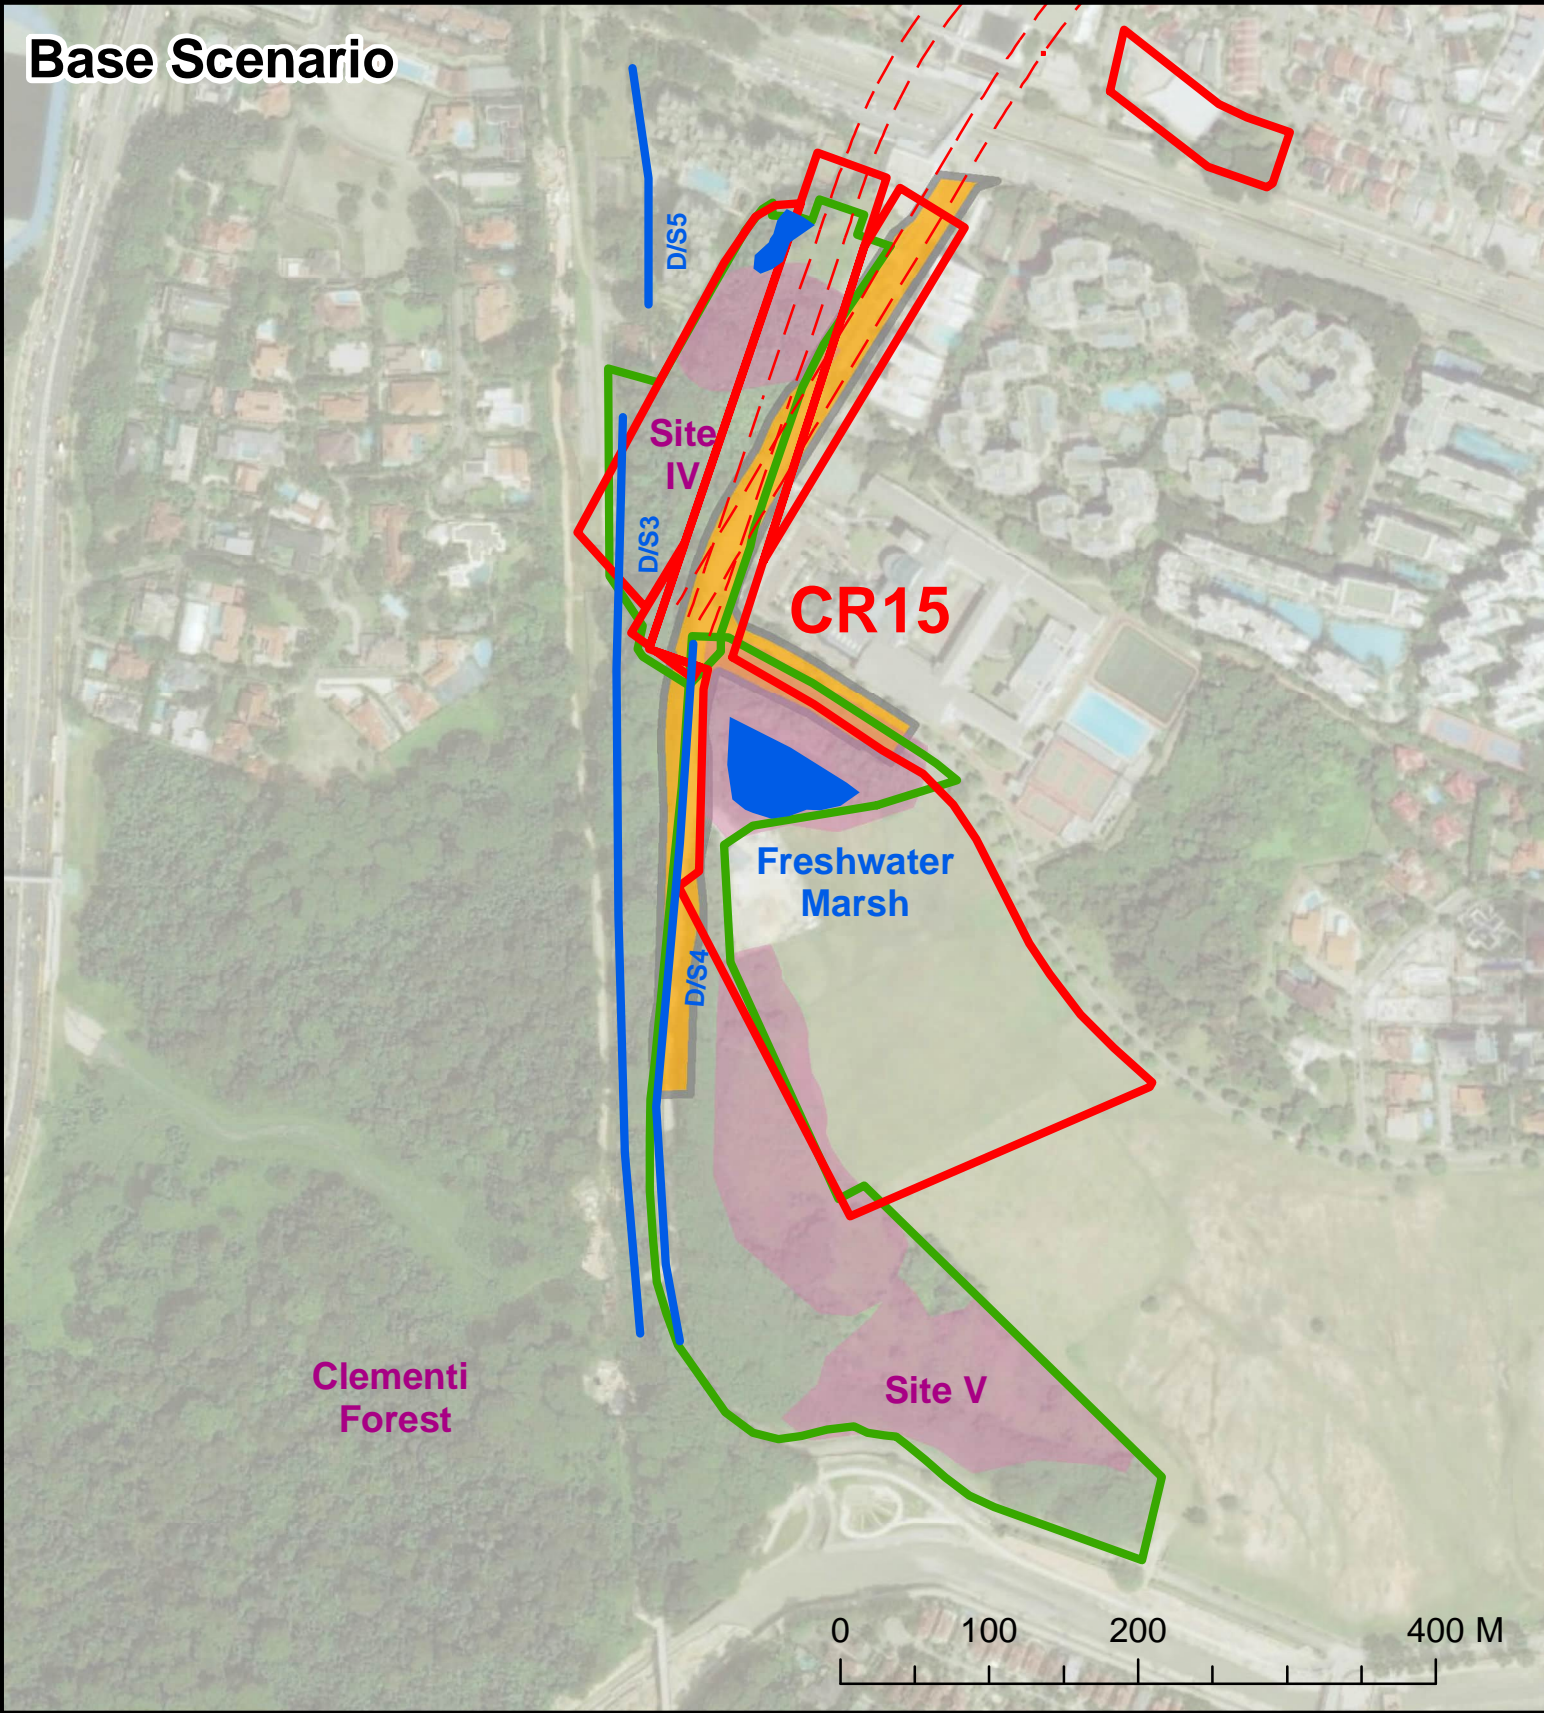 Base Scenario
D/S5
Site
IV
D/S3
CR15
Freshwater
Marsh
D/S4
Clementi
Forest
Site V
0 100 200 400 M